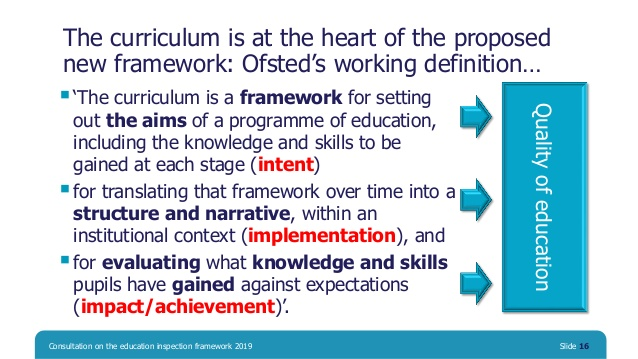 The curriculum is at the heart of the proposed
new framework: Ofsted’s working definition…
‘The curriculum is a framework for setting
out the aims of a programme of education,
including the knowledge and skills to be
gained at each stage (intent)
for translating that framework over time into a
structure and narrative, within an
institutional context (implementation), and
for evaluating what knowledge and skills
pupils have gained against expectations
(impact/achievement)’.
Quality of education
Consultation on the education inspection framework 2019
Slide 16